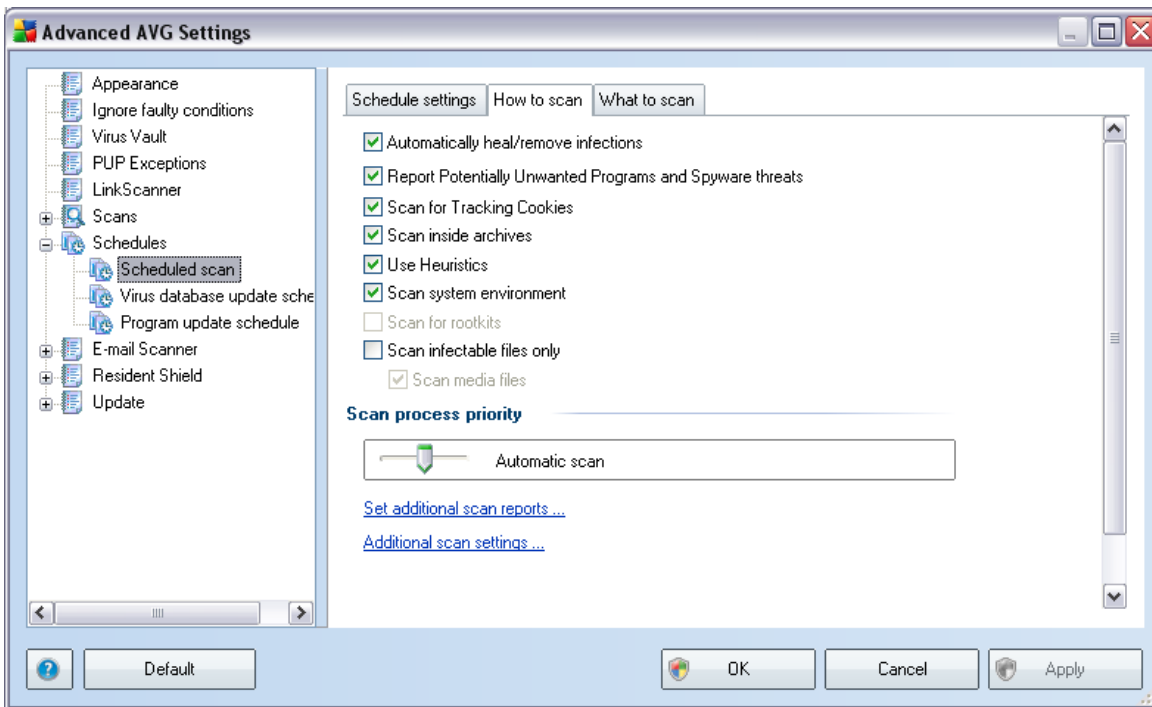 Advanced AVG Settings
Appearance
Ignore faulty conditions
Virus Vault
PUP Exceptions
LinkScanner
Scans
Schedules
Scheduled scan
Virus database update sche
Program update schedule
E-mail Scanner
Resident Shield
Update
Schedule settings
How to scan
What to scan
Automatically heal/remove infections
Report Potentially Unwanted Programs and Spyware threats
Scan for Tracking Cookies
Scan inside archives
Use Heuristics
Scan system environment
Scan for rootkits
Scan infectable files only
Scan media files
Scan process priority
Automatic scan
Set additional scan reports ...
Additional scan settings ...
Default
OK
Cancel
Apply